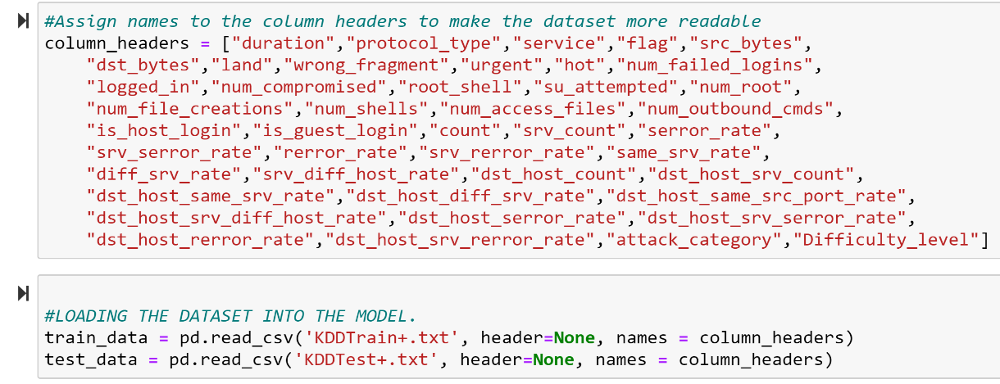 #Assign names to the column headers to make the dataset more readable
column_headers = ["duration","protocol_type","service","flag","src_bytes",
"dst_bytes","land","wrong_fragment","urgent","hot","num_failed_logins",
"logged_in","num_compromised","root_shell","su_attempted","num_root",
"num_file_creations","num_shells","num_access_files","num_outbound_cmds",
"is_host_login","is_guest_login","count","srv_count","serror_rate",
"srv_serror_rate","rerror_rate","srv_rerror_rate","same_srv_rate",
"diff_srv_rate","srv_diff_host_rate","dst_host_count","dst_host_srv_count",
"dst_host_same_srv_rate","dst_host_diff_srv_rate","dst_host_same_src_port_rate",
"dst_host_srv_diff_host_rate","dst_host_serror_rate","dst_host_srv_serror_rate",
"dst_host_rerror_rate","dst_host_srv_rerror_rate","attack_category","Difficulty_level"]
#LOADING THE DATASET INTO THE MODEL.
train_data = pd.read_csv('KDDTrain+.txt', header=None, names = column_headers)
test_data = pd.read_csv('KDDTest+.txt', header=None, names = column_headers)